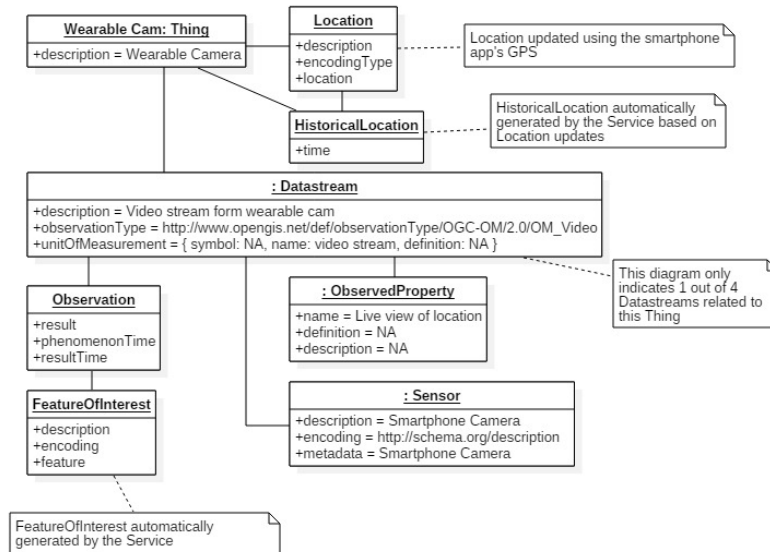 Wearable Cam: Thing
+description = Wearable Camera
Location
+description
+encodingType
+location
Location updated using the smartphone
app's GPS
HistoricalLocation
+time
HistoricalLocation automatically
generated by the Service based on
Location updates
: Datastream
+description = Video stream form wearable cam
+observationType = http://www.opengis.net/def/observationType/OGC-OM/2.0/OM_Video
+unitOfMeasurement = { symbol: NA, name: video stream, definition: NA }
This diagram only
indicates 1 out of 4
Datastreams related to
this Thing
Observation
+result
+phenomenonTime
+resultTime
: ObservedProperty
+name = Live view of location
+definition = NA
+description = NA
FeatureOfInterest
+description
+encoding
+feature
: Sensor
+description = Smartphone Camera
+encoding = http://schema.org/description
+metadata = Smartphone Camera
FeatureOfInterest automatically
generated by the Service